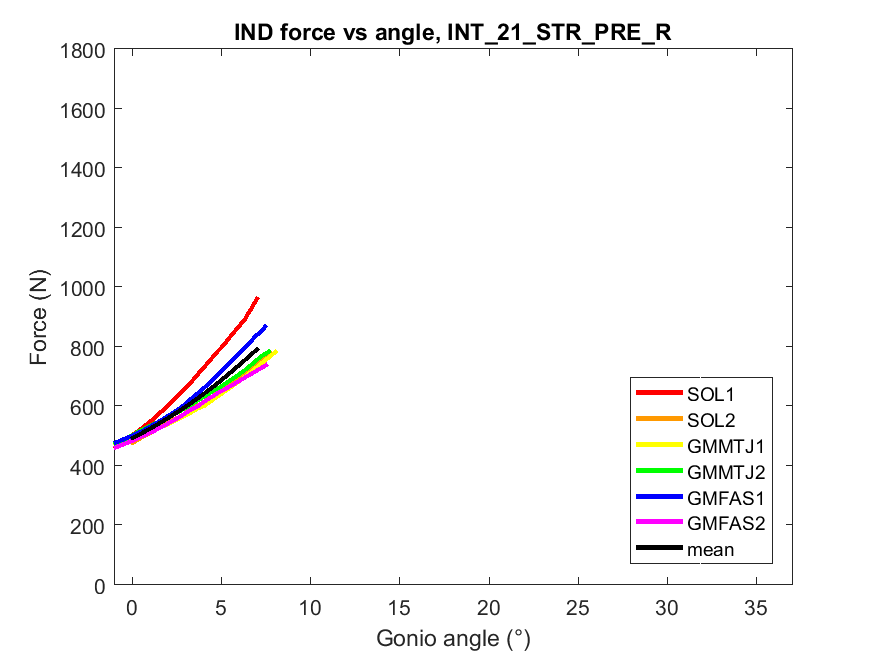 IND force vs angle, INT_21_STR_PRE_R
1800
1600
1400
1200
1000
800
600
400
200
0
Force (N)
0 5 10 15 20 25 30 35
Gonio angle (°)
SOL1
SOL2
GMMTJ1
GMMTJ2
GMFAS1
GMFAS2
mean